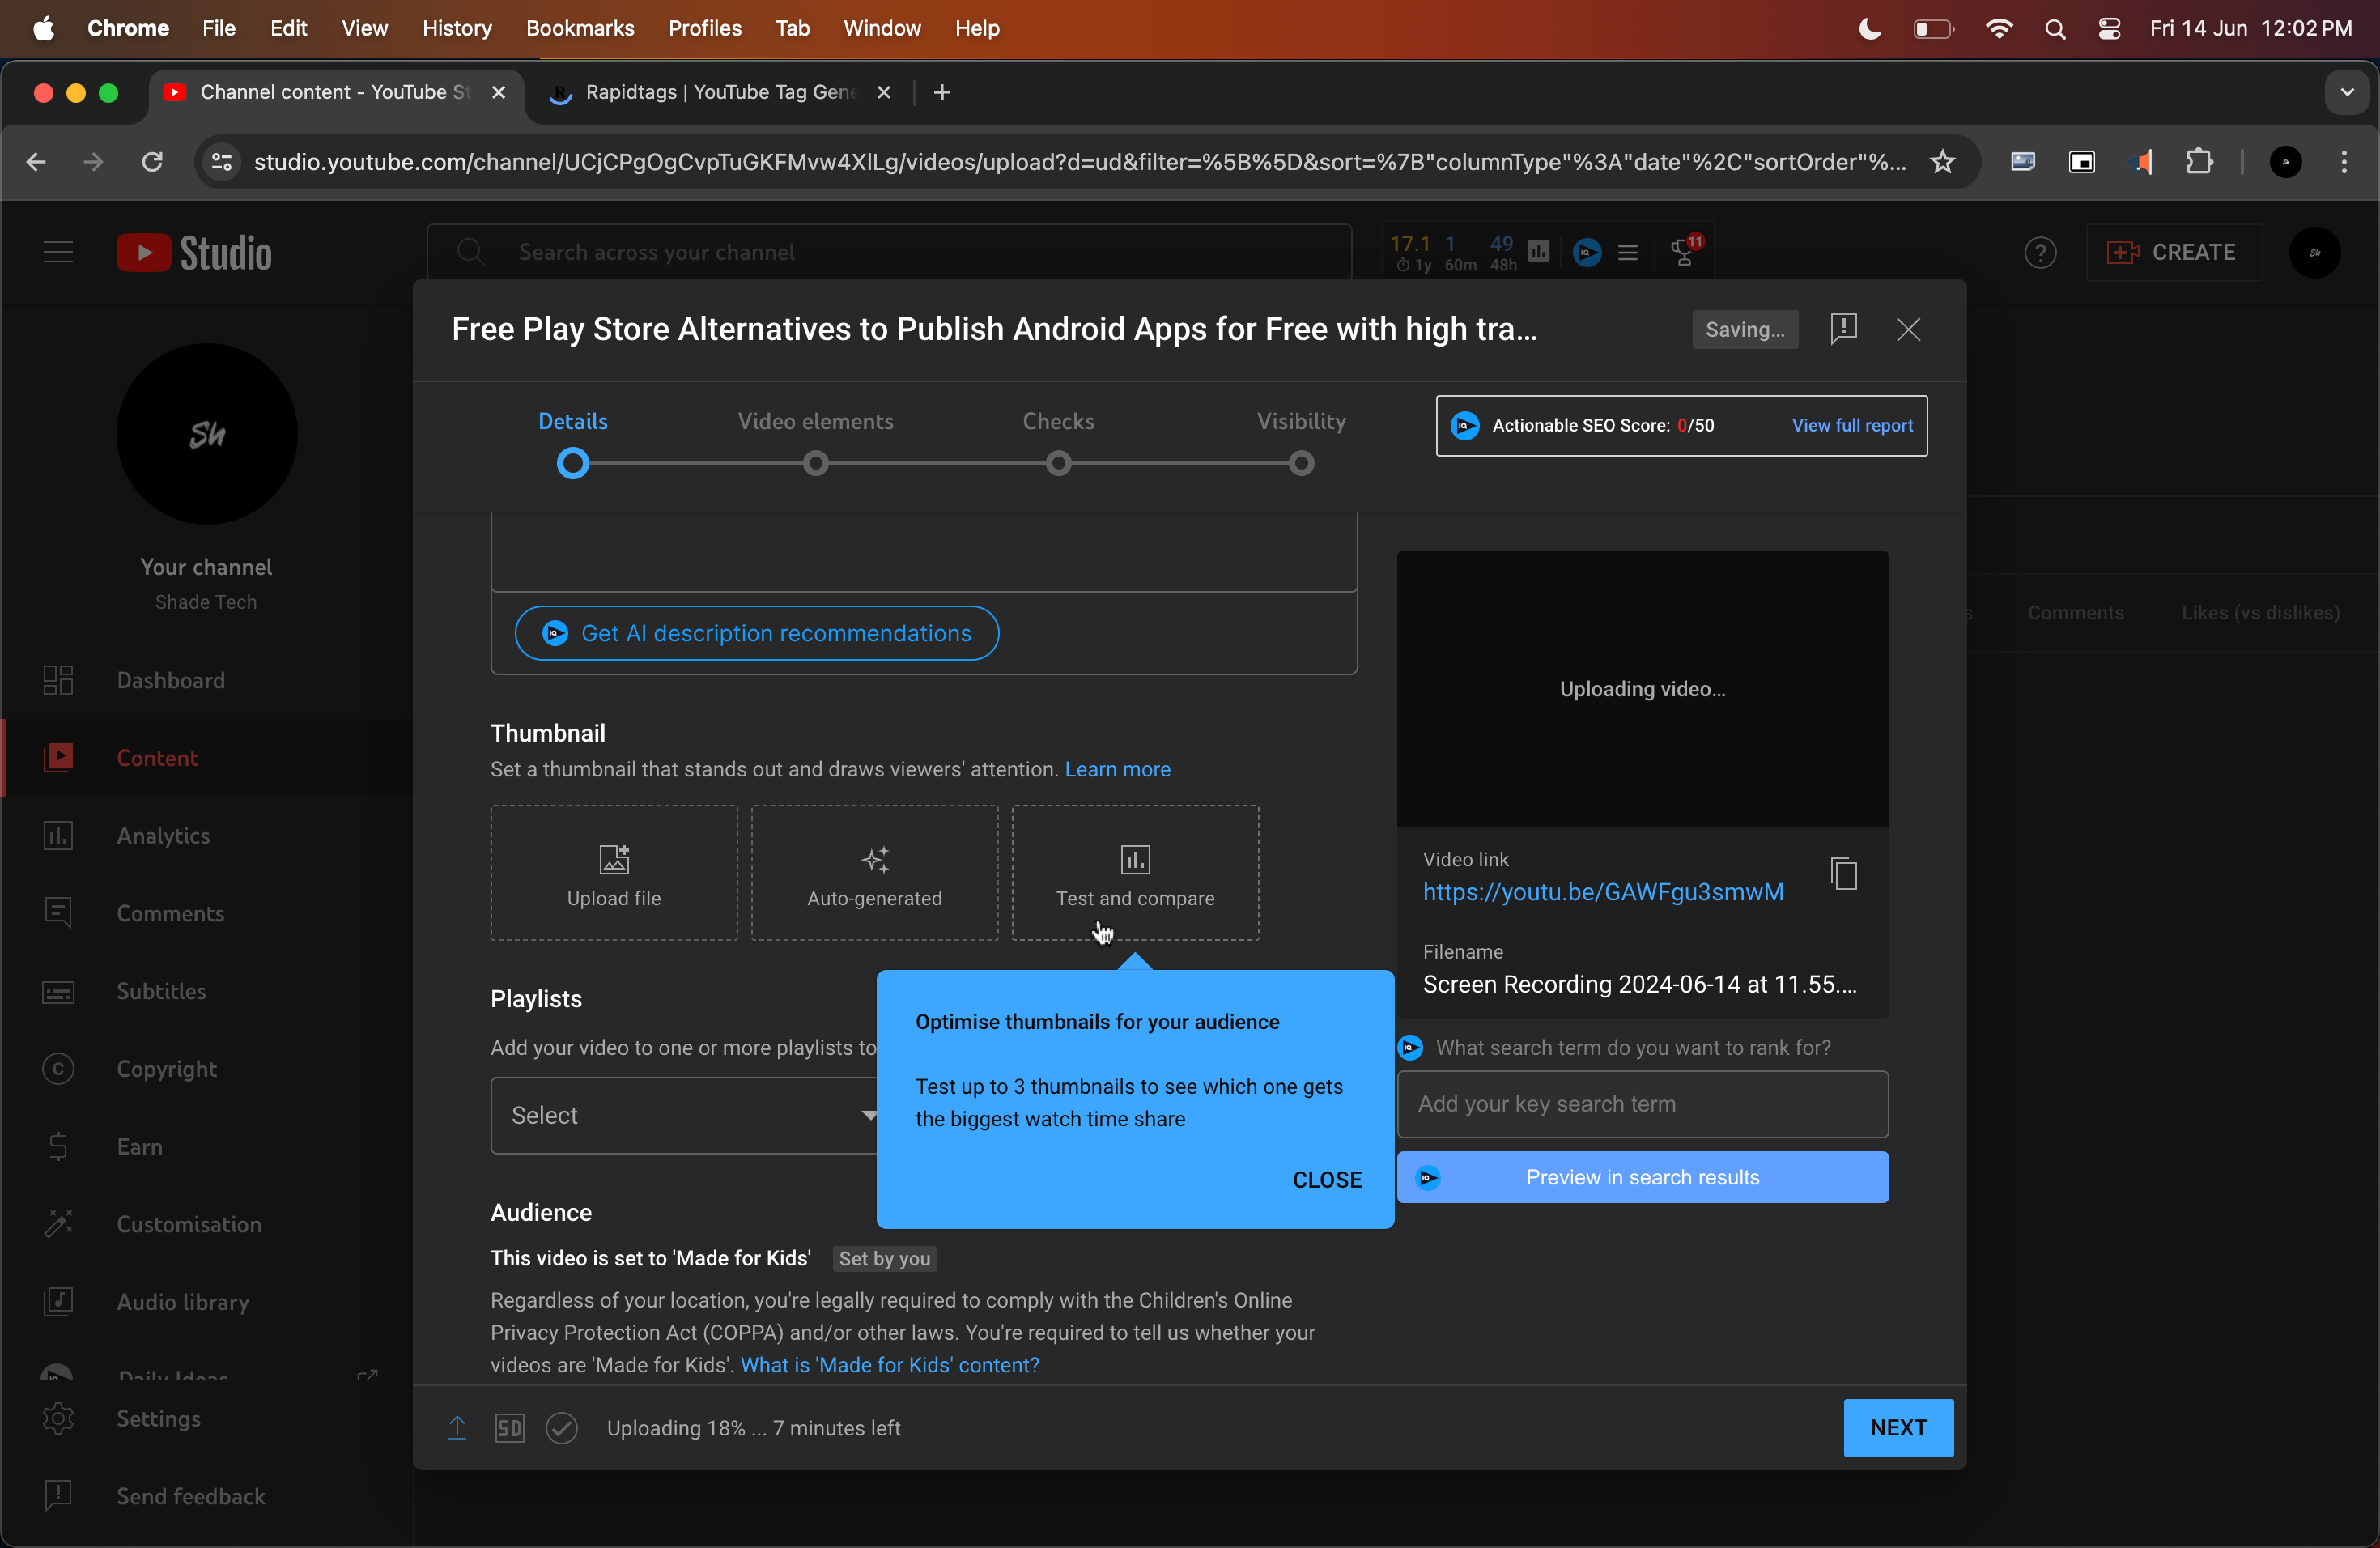 Chrome File Edit View History Bookmarks Profiles Tab Window Help
Fri 14 Jun 12:02 PM
Channel content - YouTube St
Rapidtags | YouTube Tag Gene
studio.youtube.com/channel/UCjCPgOgCvpTuGKFMvw4XlLg/videos/upload?d=ud&filter=%5B%5D&sort=%7B"columnType"%3A"date"%2C"sortOrder"%...
Studio
Search across your channel
17.1 1 49
1y 60m 48h
11
CREATE
Sh
Free Play Store Alternatives to Publish Android Apps for Free with high tra...
Saving...
Details Video elements Checks Visibility
Actionable SEO Score: 0/50 View full report
Sh
Your channel
Shade Tech
Dashboard
Content
Analytics
Comments
Subtitles
Copyright
Earn
Customisation
Audio library
Daily Ideas
Settings
Send feedback
Get AI description recommendations
Thumbnail
Set a thumbnail that stands out and draws viewers' attention. Learn more
Upload file
Auto-generated
Test and compare
Playlists
Add your video to one or more playlists to
Select
Optimise thumbnails for your audience
Test up to 3 thumbnails to see which one gets
the biggest watch time share
CLOSE
Audience
This video is set to 'Made for Kids' Set by you
Regardless of your location, you're legally required to comply with the Children's Online
Privacy Protection Act (COPPA) and/or other laws. You're required to tell us whether your
videos are 'Made for Kids'. What is 'Made for Kids' content?
Uploading video...
Video link
https://youtu.be/GAWFgu3smwM
Filename
Screen Recording 2024-06-14 at 11.55....
What search term do you want to rank for?
Add your key search term
Preview in search results
s Comments Likes (vs dislikes)
SD
Uploading 18% ... 7 minutes left
NEXT